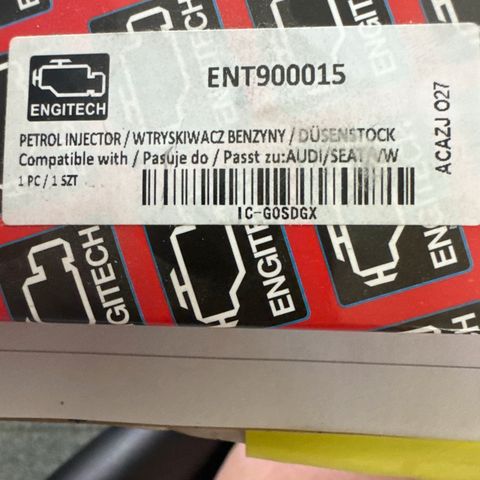 ENT900015
ENGITECH
PETROL INJECTOR / WTRYSKIWACZ BENZYNY / DÜSENSTOCK
Compatible with / Pasuje do / Passt zu:AUDI/SEAT/VW
1 PC / 1 SZT
IC-G0SDGX
ACAZJ 027
ENGITECH
ENGITECH
ENGITECH